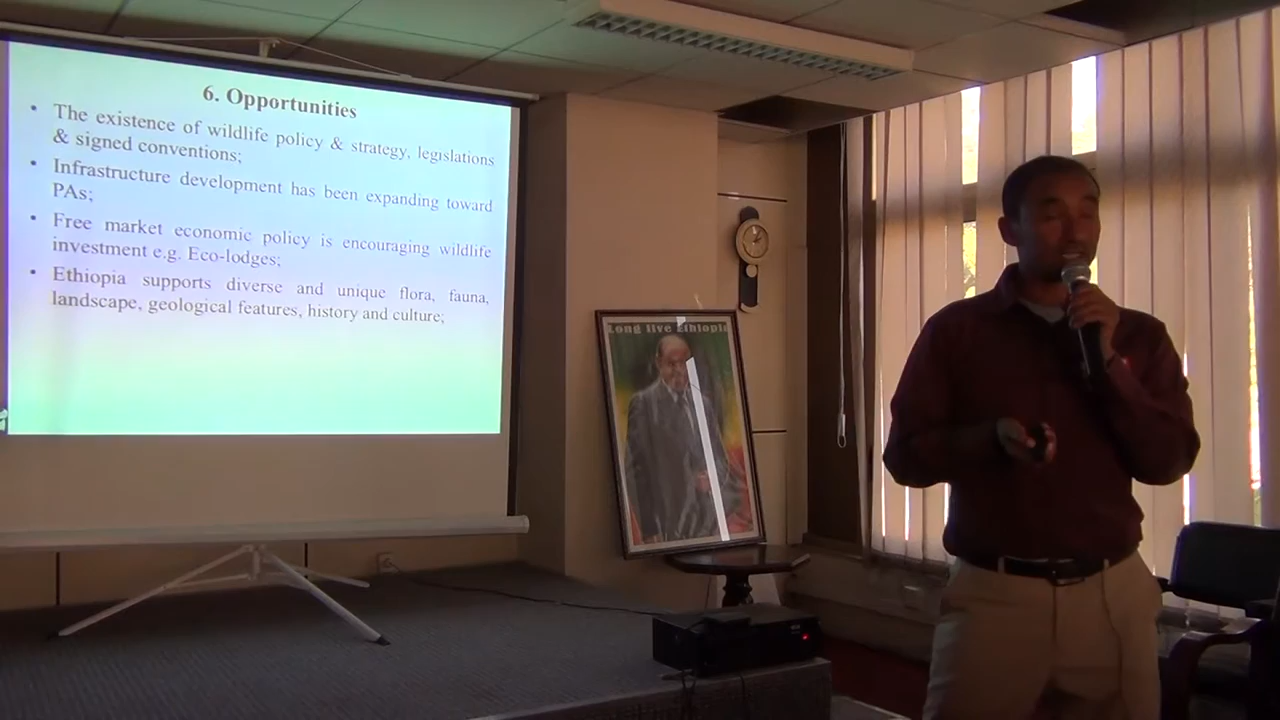 6. Opportunities
• The existence of wildlife policy & strategy, legislations
& signed conventions;
• Infrastructure development has been expanding toward
PAs;
• Free market economic policy is encouraging wildlife
investment e.g. Eco-lodges;
• Ethiopia supports diverse and unique flora, fauna,
landscape, geological features, history and culture;
Long live Ethiopia